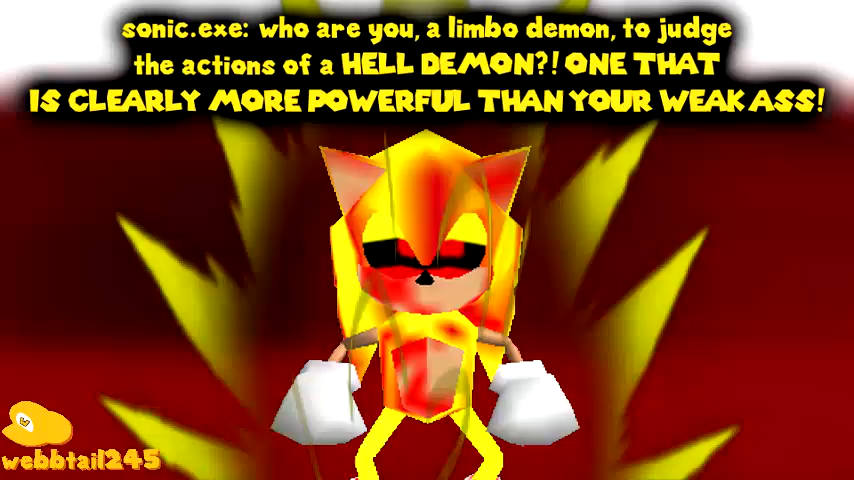 sonic.exe: who are you, a limbo demon, to judge
the actions of a HELL DEMON?! ONE THAT
IS CLEARLY MORE POWERFUL THAN YOUR WEAK ASS!
webbtail245